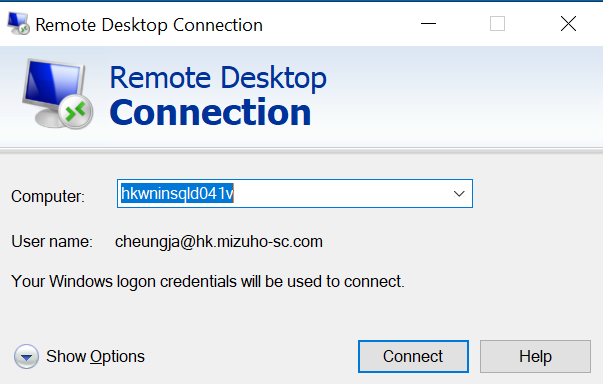 Remote Desktop Connection
Remote Desktop
Connection
Computer:
hkwninsqld041v
User name:
cheungja@hk.mizuho-sc.com
Your Windows logon credentials will be used to connect.
Show Options
Connect
Help